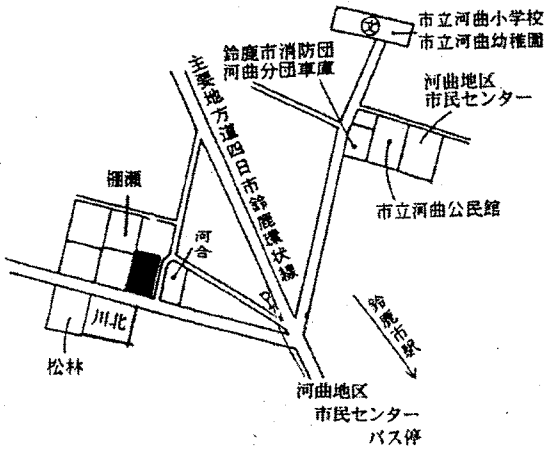 市立河曲小学校
市立河曲幼稚園
文
鈴鹿市消防団
河曲分団車庫
河曲地区
市民センター
主要地方道四日市鈴鹿環状線
市立河曲公民館
棚瀬
河合
川北
松林
鈴鹿市駅
河曲地区
市民センター
バス停